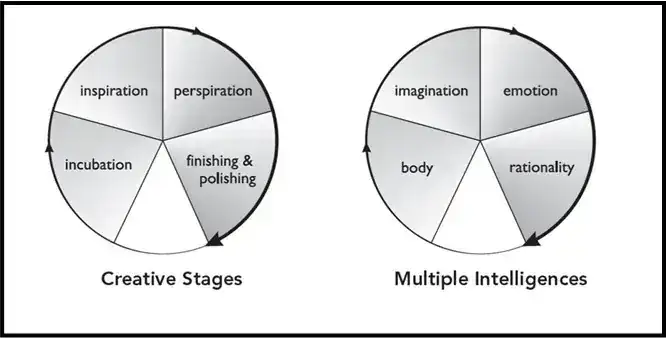 inspiration
perspiration
incubation
finishing &
polishing
Creative Stages
imagination
emotion
body
rationality
Multiple Intelligences